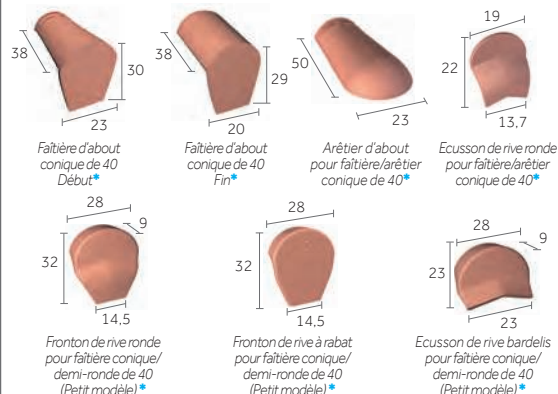 38
30
23
Faîtière d'about
conique de 40
Début*
38
29
20
Faîtière d'about
conique de 40
Fin*
50
23
Arêtier d'about
pour faîtière/arêtier
conique de 40*
19
22
13,7
Ecusson de rive ronde
pour faîtière/arêtier
conique de 40*
28
9
32
14,5
Fronton de rive ronde
pour faîtière conique/
demi-ronde de 40
(Petit modèle)*
28
32
14,5
Fronton de rive à rabat
pour faîtière conique/
demi-ronde de 40
(Petit modèle)*
28
9
23
23
Ecusson de rive bardelis
pour faîtière conique/
demi-ronde de 40
(Petit modèle)*